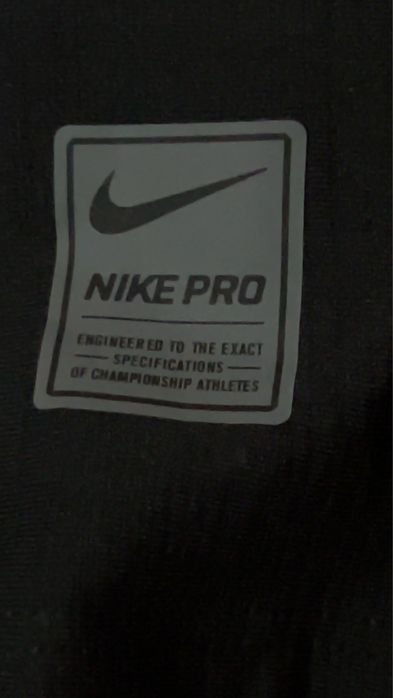 NIKE PRO
ENGINEERED TO THE EXACT
SPECIFICATIONS
OF CHAMPIONSHIP ATHLETES